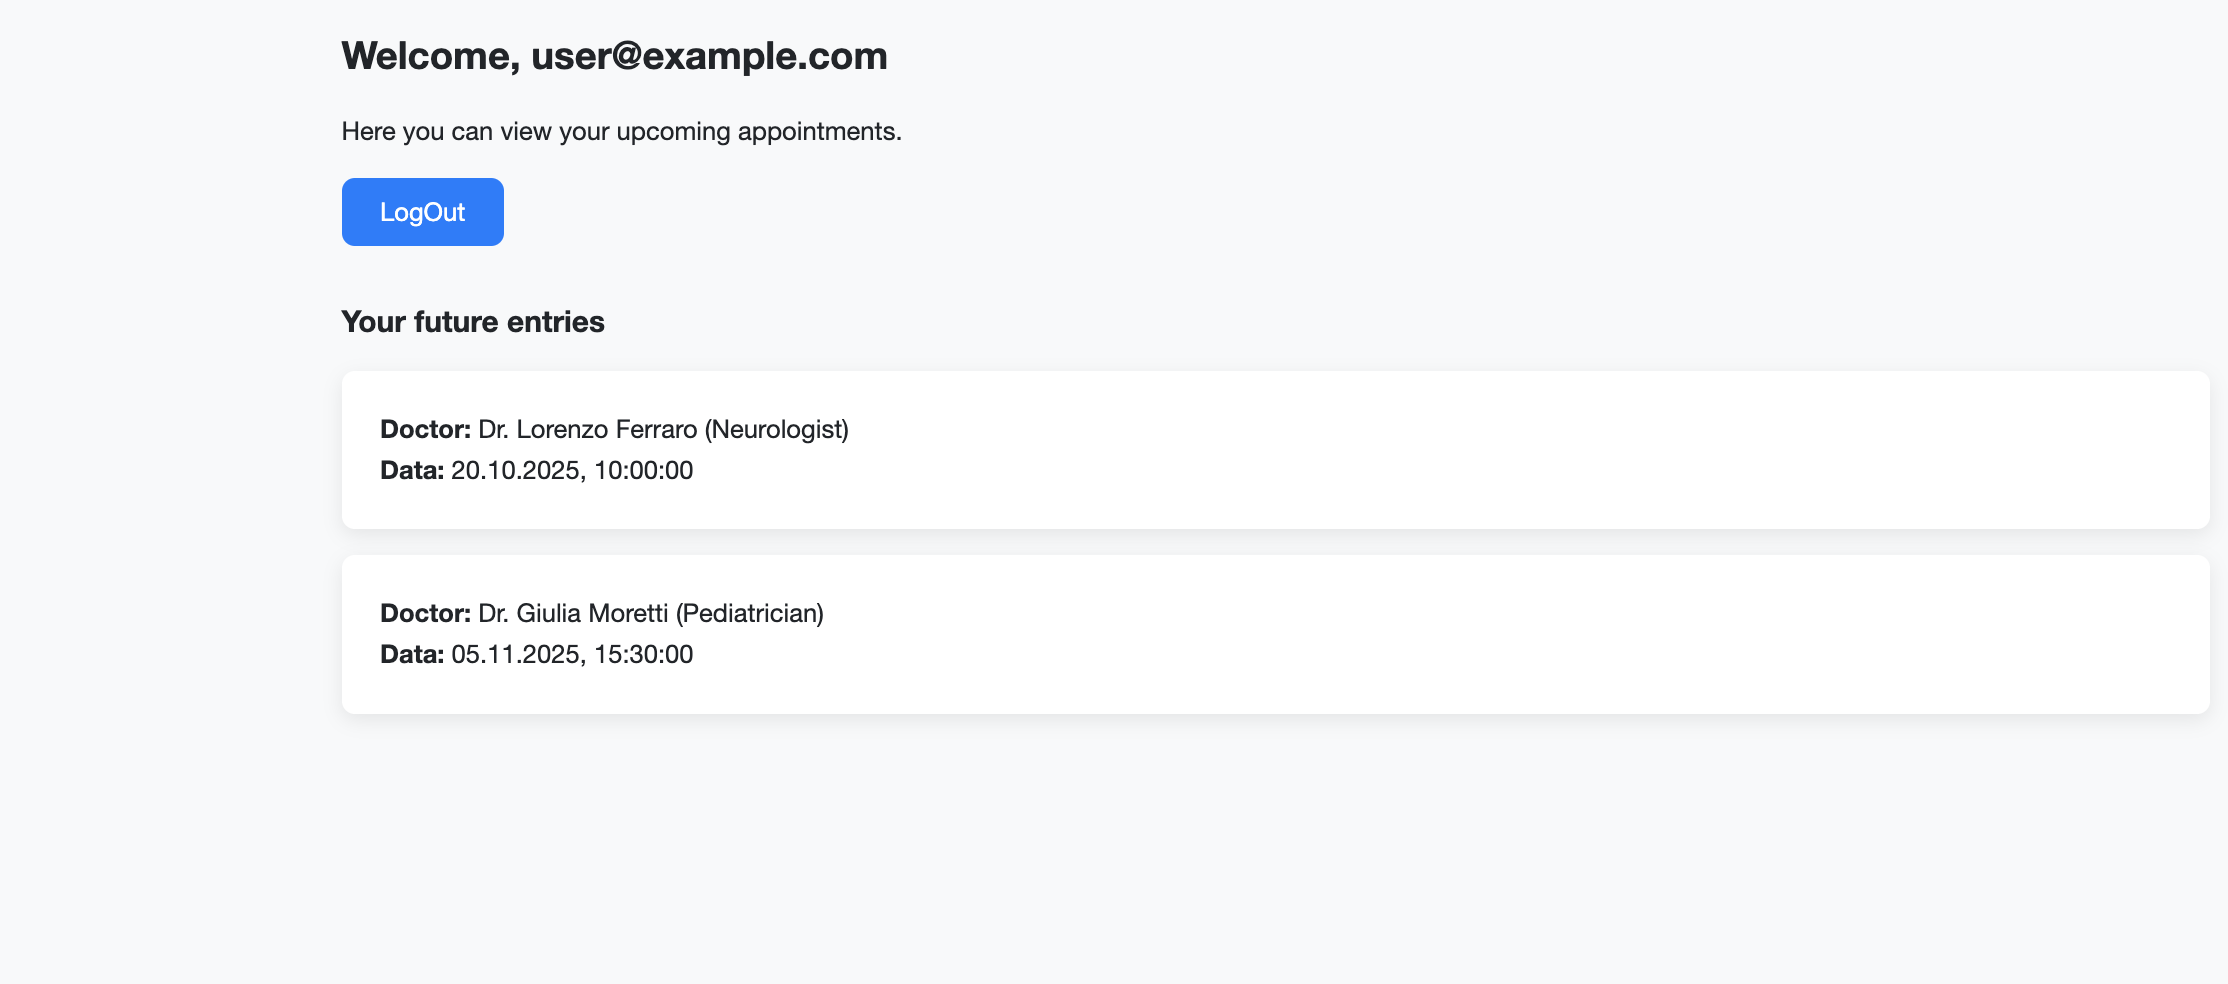 Welcome, user@example.com
Here you can view your upcoming appointments.
LogOut
Your future entries
Doctor: Dr. Lorenzo Ferraro (Neurologist)
Data: 20.10.2025, 10:00:00
Doctor: Dr. Giulia Moretti (Pediatrician)
Data: 05.11.2025, 15:30:00